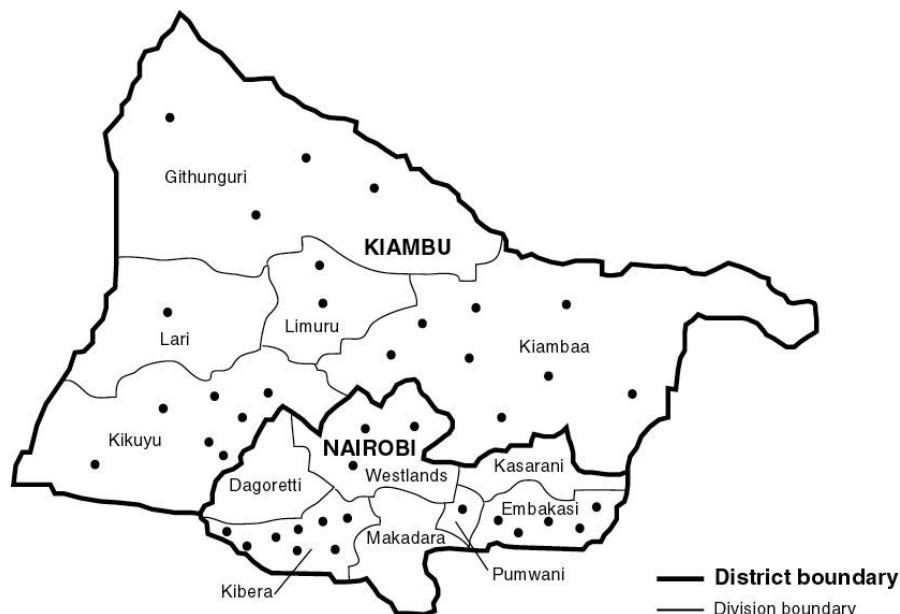 Githunguri
KIAMBU
Lari
Limuru
Kiambaa
Kikuyu
NAIROBI
Westlands
Kasarani
Dagoretti
Embakasi
Makadara
Pumwani
Kibera
District boundary
Division boundary